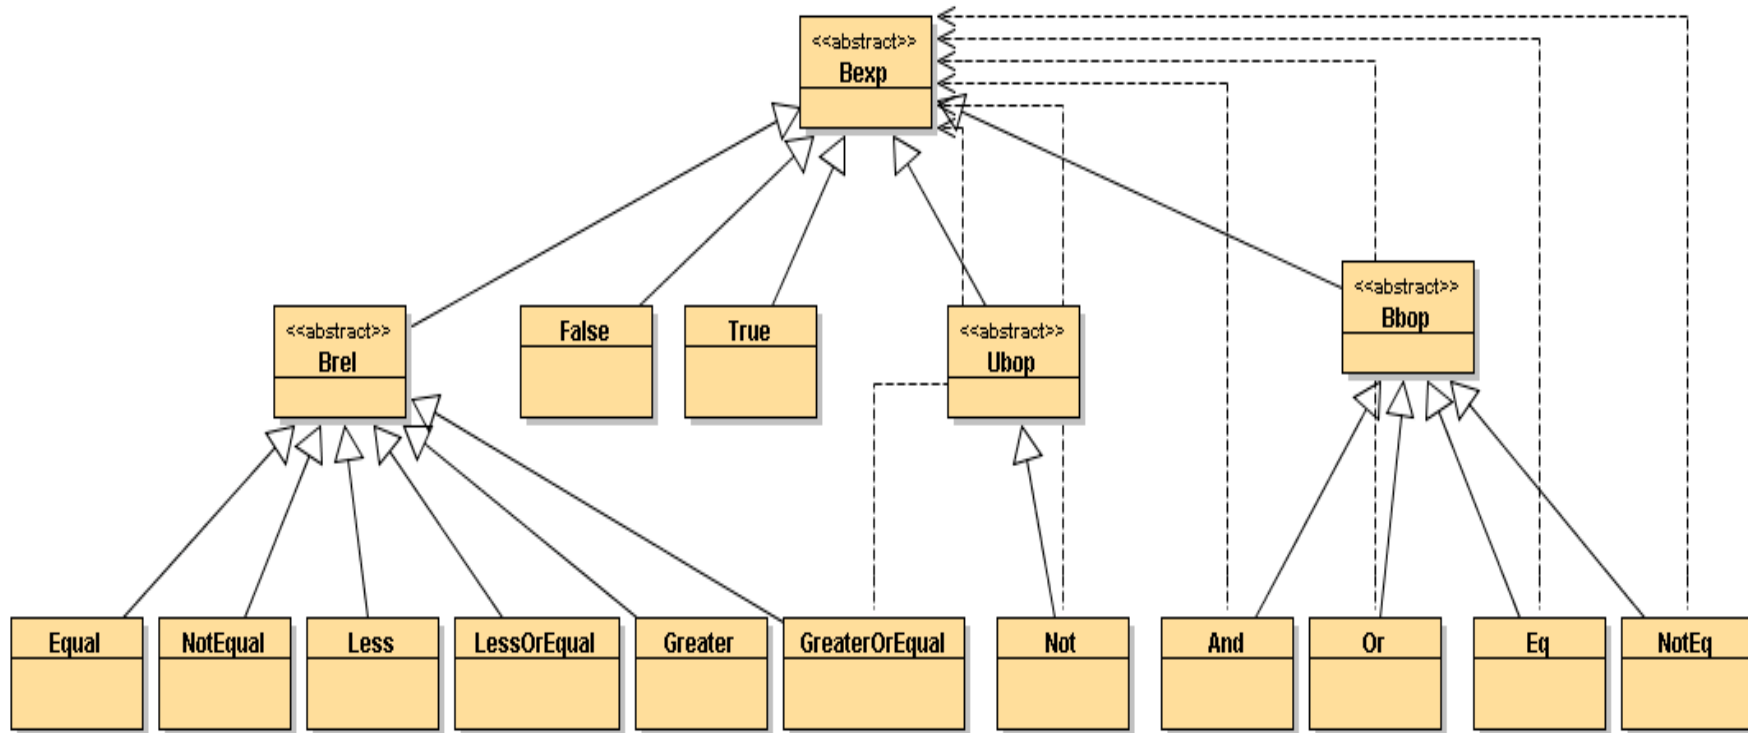 <<abstract>>
Bexp
<<abstract>>
Brel
False
True
<<abstract>>
Ubop
<<abstract>>
Bbop
Equal
NotEqual
Less
LessOrEqual
Greater
GreaterOrEqual
Not
And
Or
Eq
NotEq